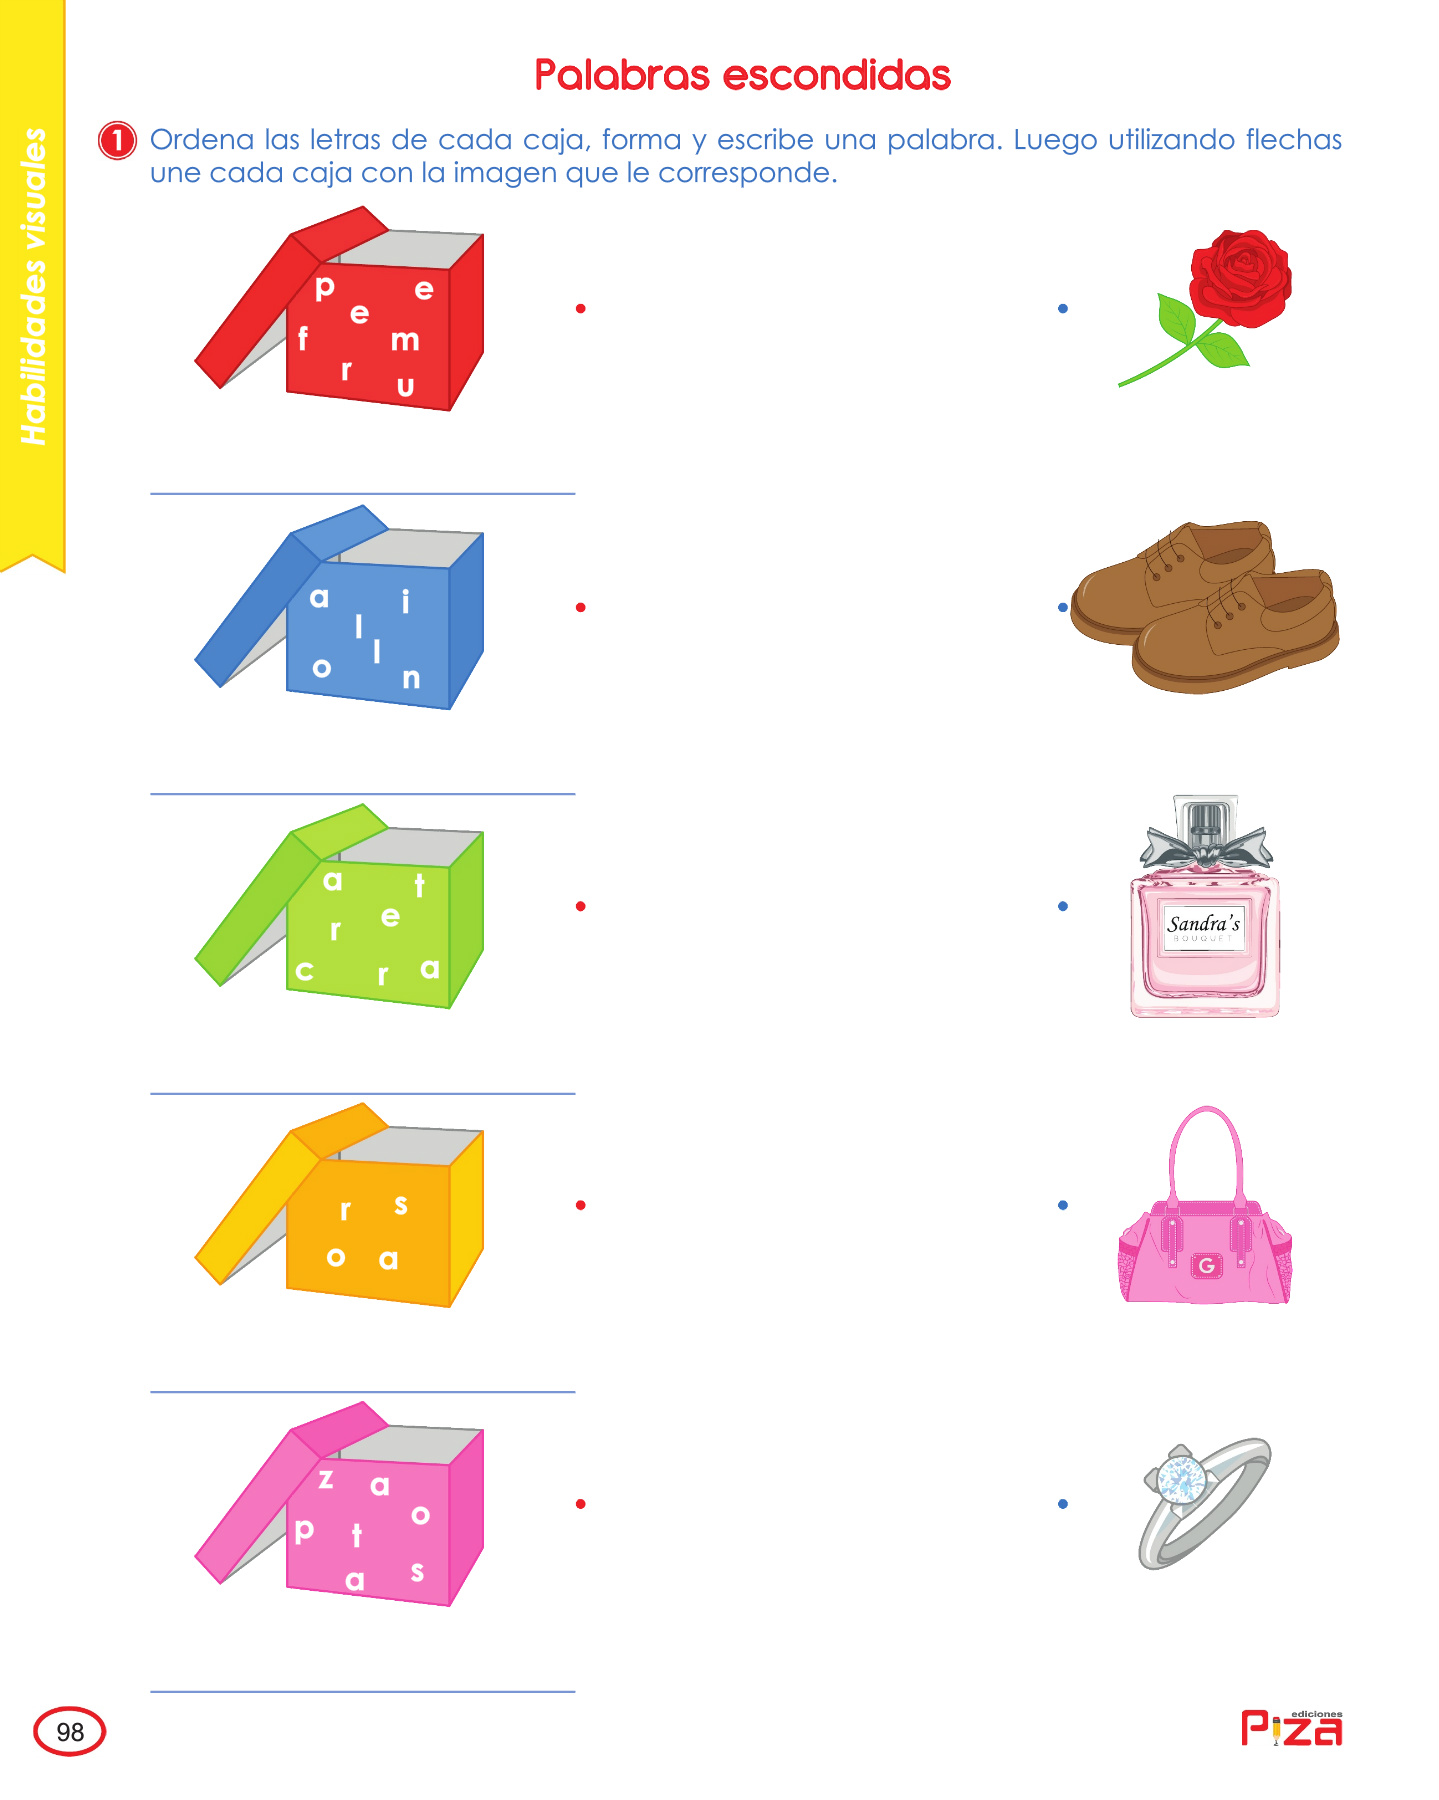 Habilidades visuales
Palabras escondidas
1 Ordena las letras de cada caja, forma y escribe una palabra. Luego utilizando flechas
une cada caja con la imagen que le corresponde.
p e
e
f m
r
u
a i
l
l
o n
a t
e
r
c r a
Sandra's
BOUQUET
r s
o a
G
z a
o
p t
s
a
98
ediciones
Piza